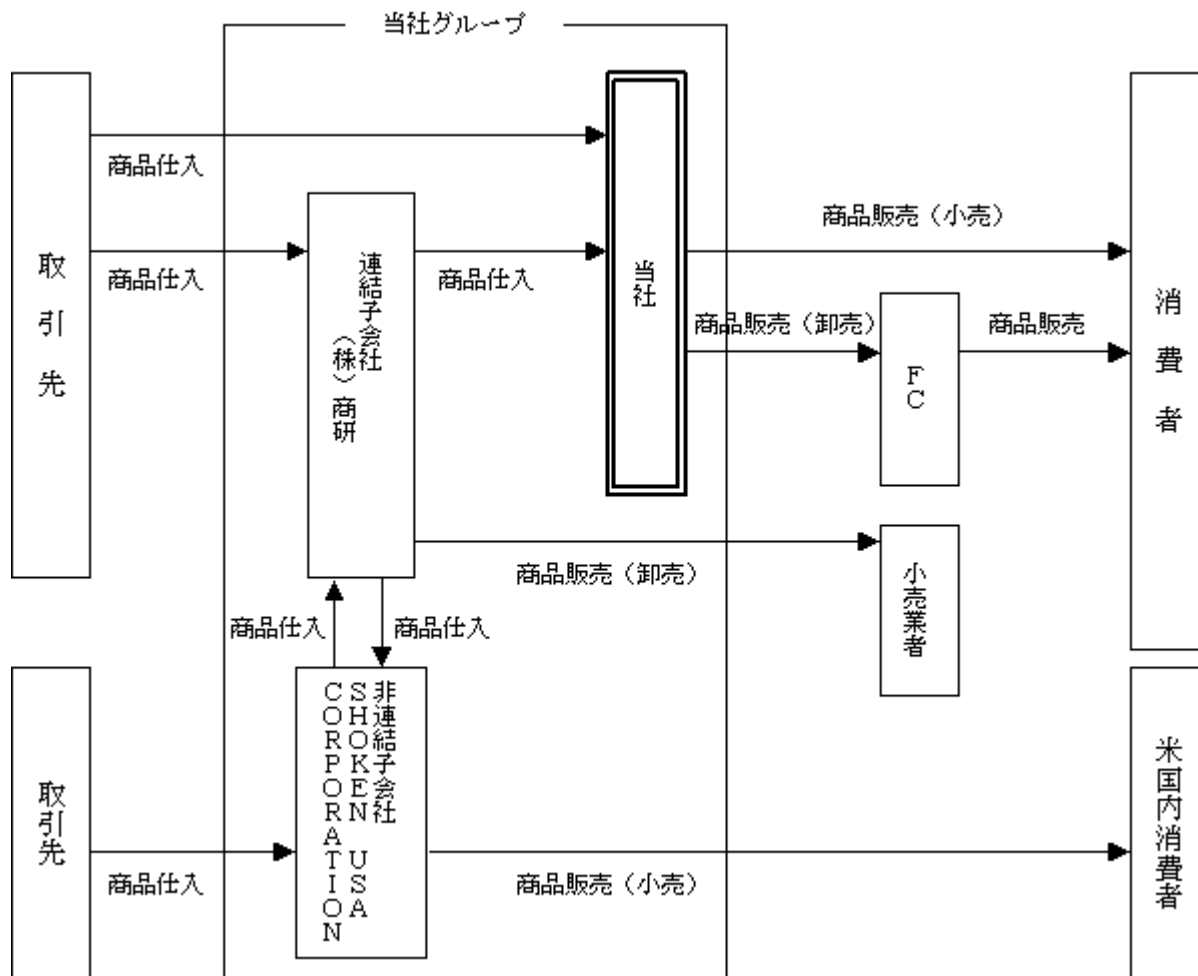 当社グループ
商品仕入
商品販売（小売）
取引先
商品仕入
連結子会社
（株）商研
商品仕入
当社
商品販売（卸売）
FC
商品販売
消費者
商品販売（卸売）
小売業者
商品仕入
商品仕入
取引先
商品仕入
非連結子会社
SHOKEN USA
CORPORATION
商品販売（小売）
米国内消費者